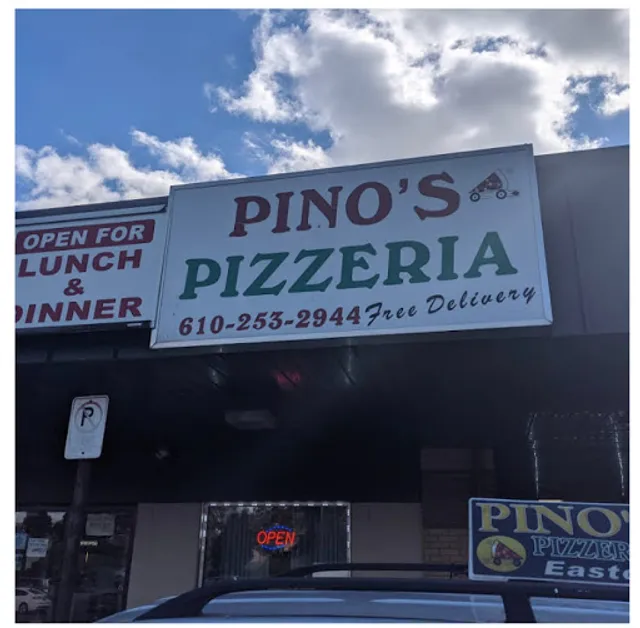 OPEN FOR
LUNCH
&
DINNER
PINO'S
PIZZERIA
610-253-2944 Free Delivery
P
OPEN
PINO'
PIZZER
Easto